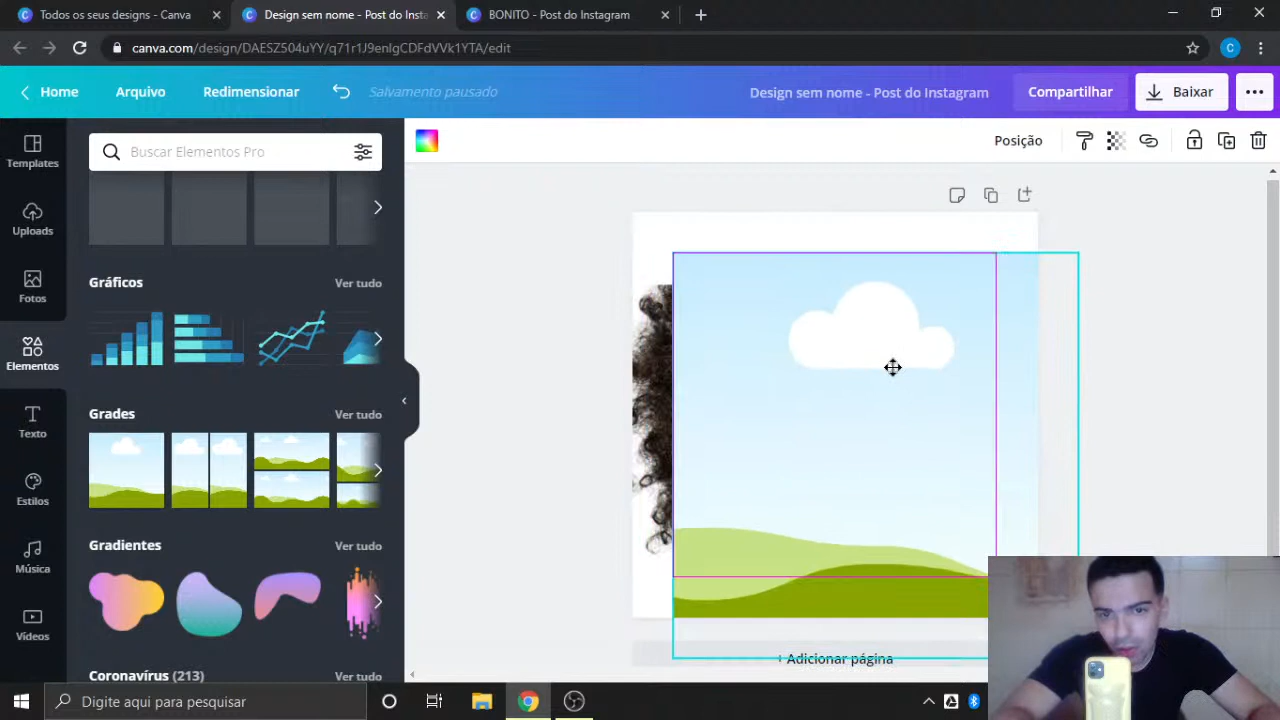 Todos os seus designs - Canva
Design sem nome - Post do Inst
BONITO - Post do Instagram
canva.com/design/DAESZ504uYY/q71r1J9enIgCDFdVVk1YTA/edit
C
Home
Arquivo
Redimensionar
Salvamento pausado
Design sem nome - Post do Instagram
Compartilhar
Baixar
Templates
Buscar Elementos Pro
Posição
Uploads
Fotos
Gráficos
Ver tudo
Elementos
Grades
Ver tudo
Texto
Estilos
Gradientes
Ver tudo
Música
Vídeos
Coronavírus (213)
Ver tudo
+ Adicionar página
Digite aqui para pesquisar